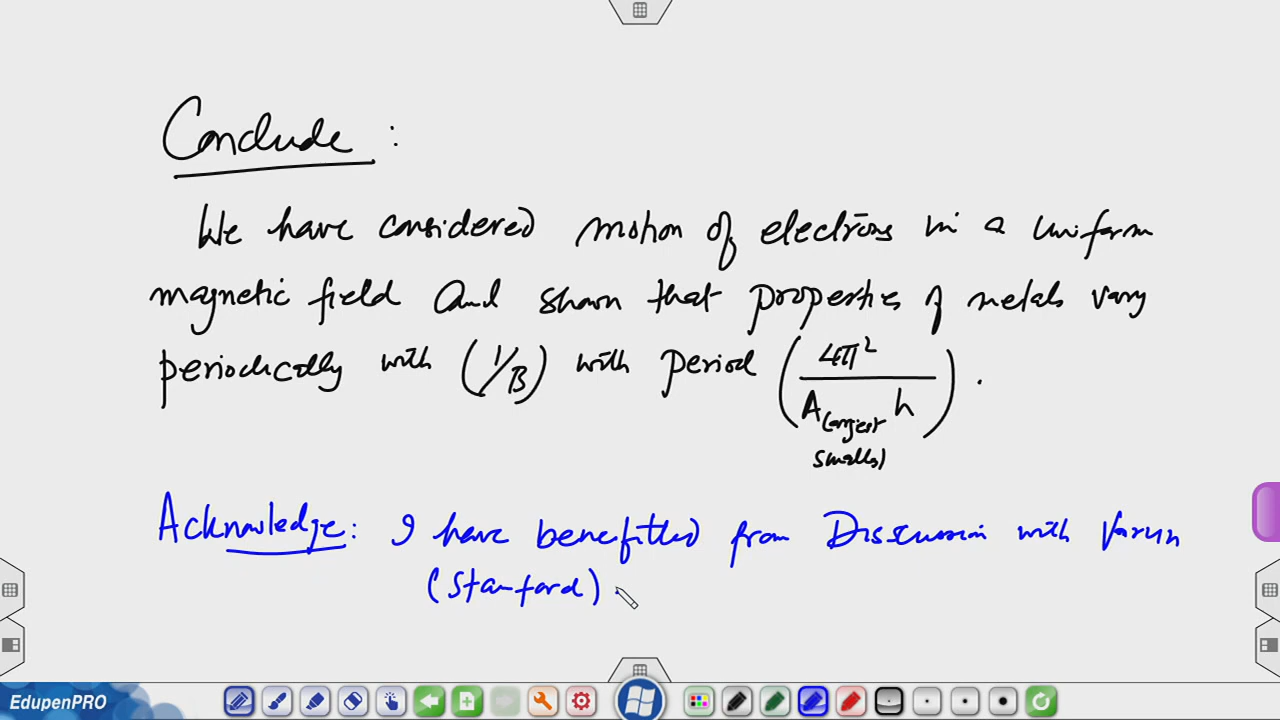 Conclude :
We have considered motion of electrons in a uniform
magnetic field and shown that properties of metals vary
periodically with (1/B) with period (4π² / A largest smallest h) .
Acknowledge : I have benefitted from Discussion with Varun
(Stanford) .
EdupenPRO